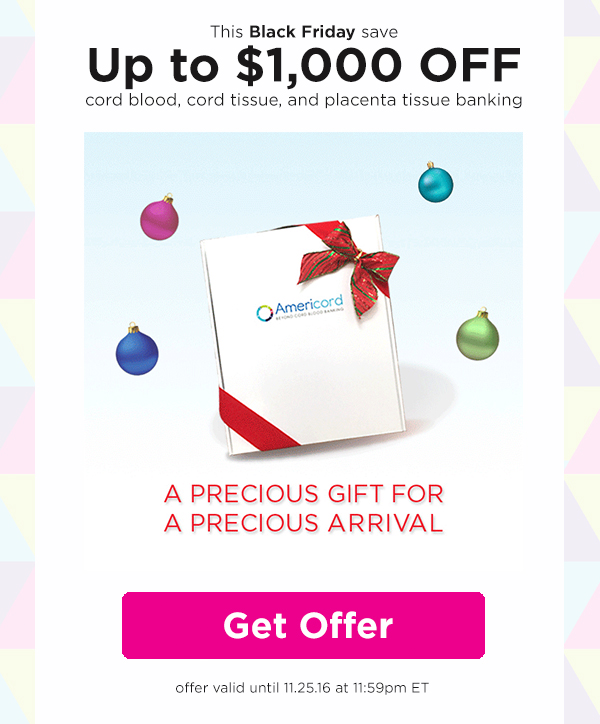 This Black Friday save
Up to $1,000 OFF
cord blood, cord tissue, and placenta tissue banking
Americord
BEYOND CORD BLOOD BANKING
A PRECIOUS GIFT FOR
A PRECIOUS ARRIVAL
Get Offer
offer valid until 11.25.16 at 11:59pm ET